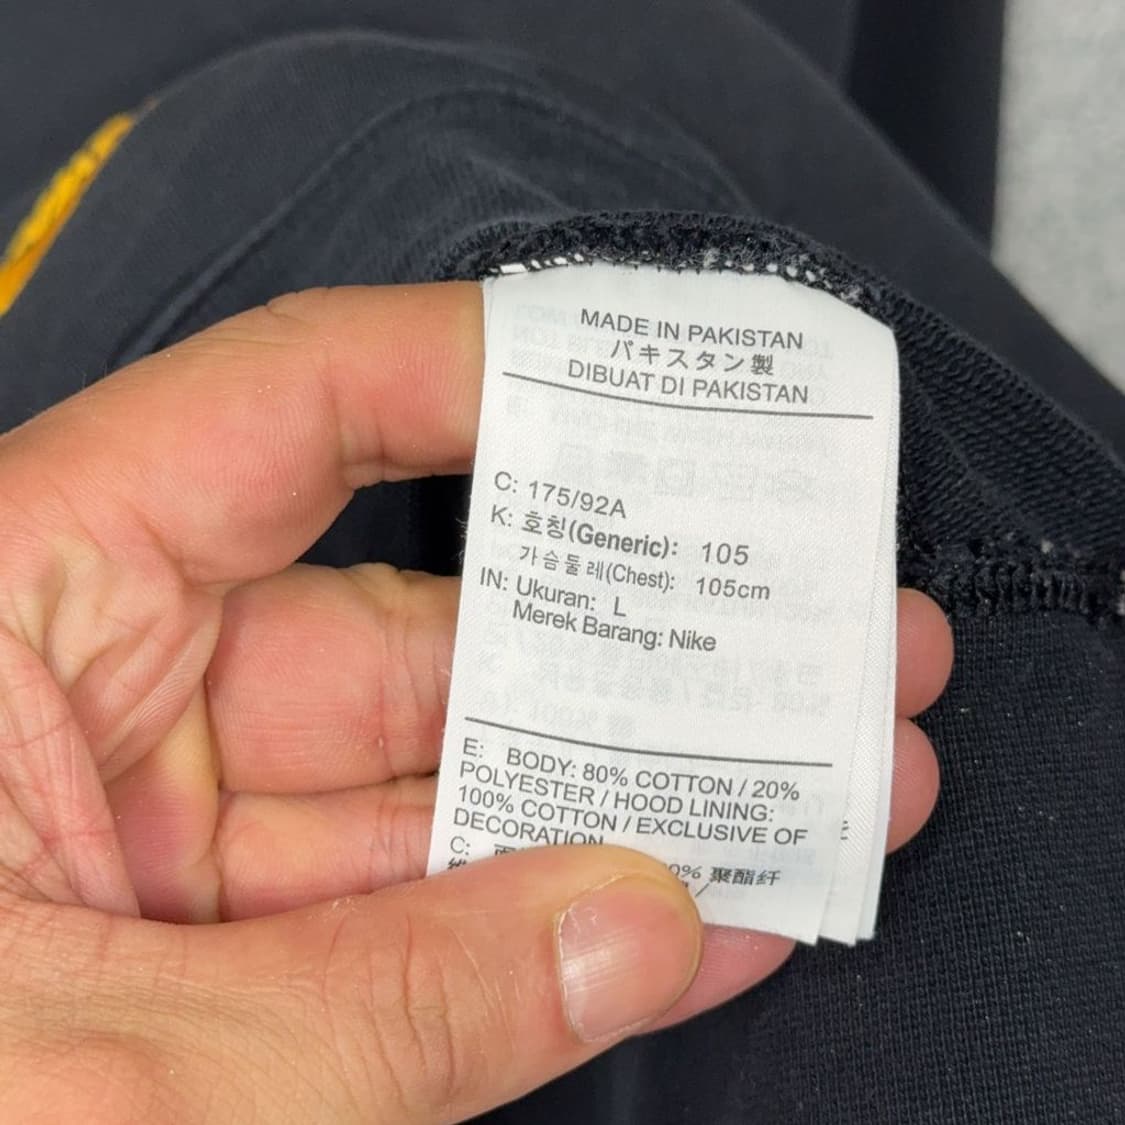 MADE IN PAKISTAN
パキスタン製
DIBUAT DI PAKISTAN
C: 175/92A
K: 호칭(Generic): 105
가슴둘레(Chest): 105cm
IN: Ukuran: L
Merek Barang: Nike
E: BODY: 80% COTTON / 20%
POLYESTER / HOOD LINING:
100% COTTON / EXCLUSIVE OF
DECORATION
C: 0% 聚酯纤